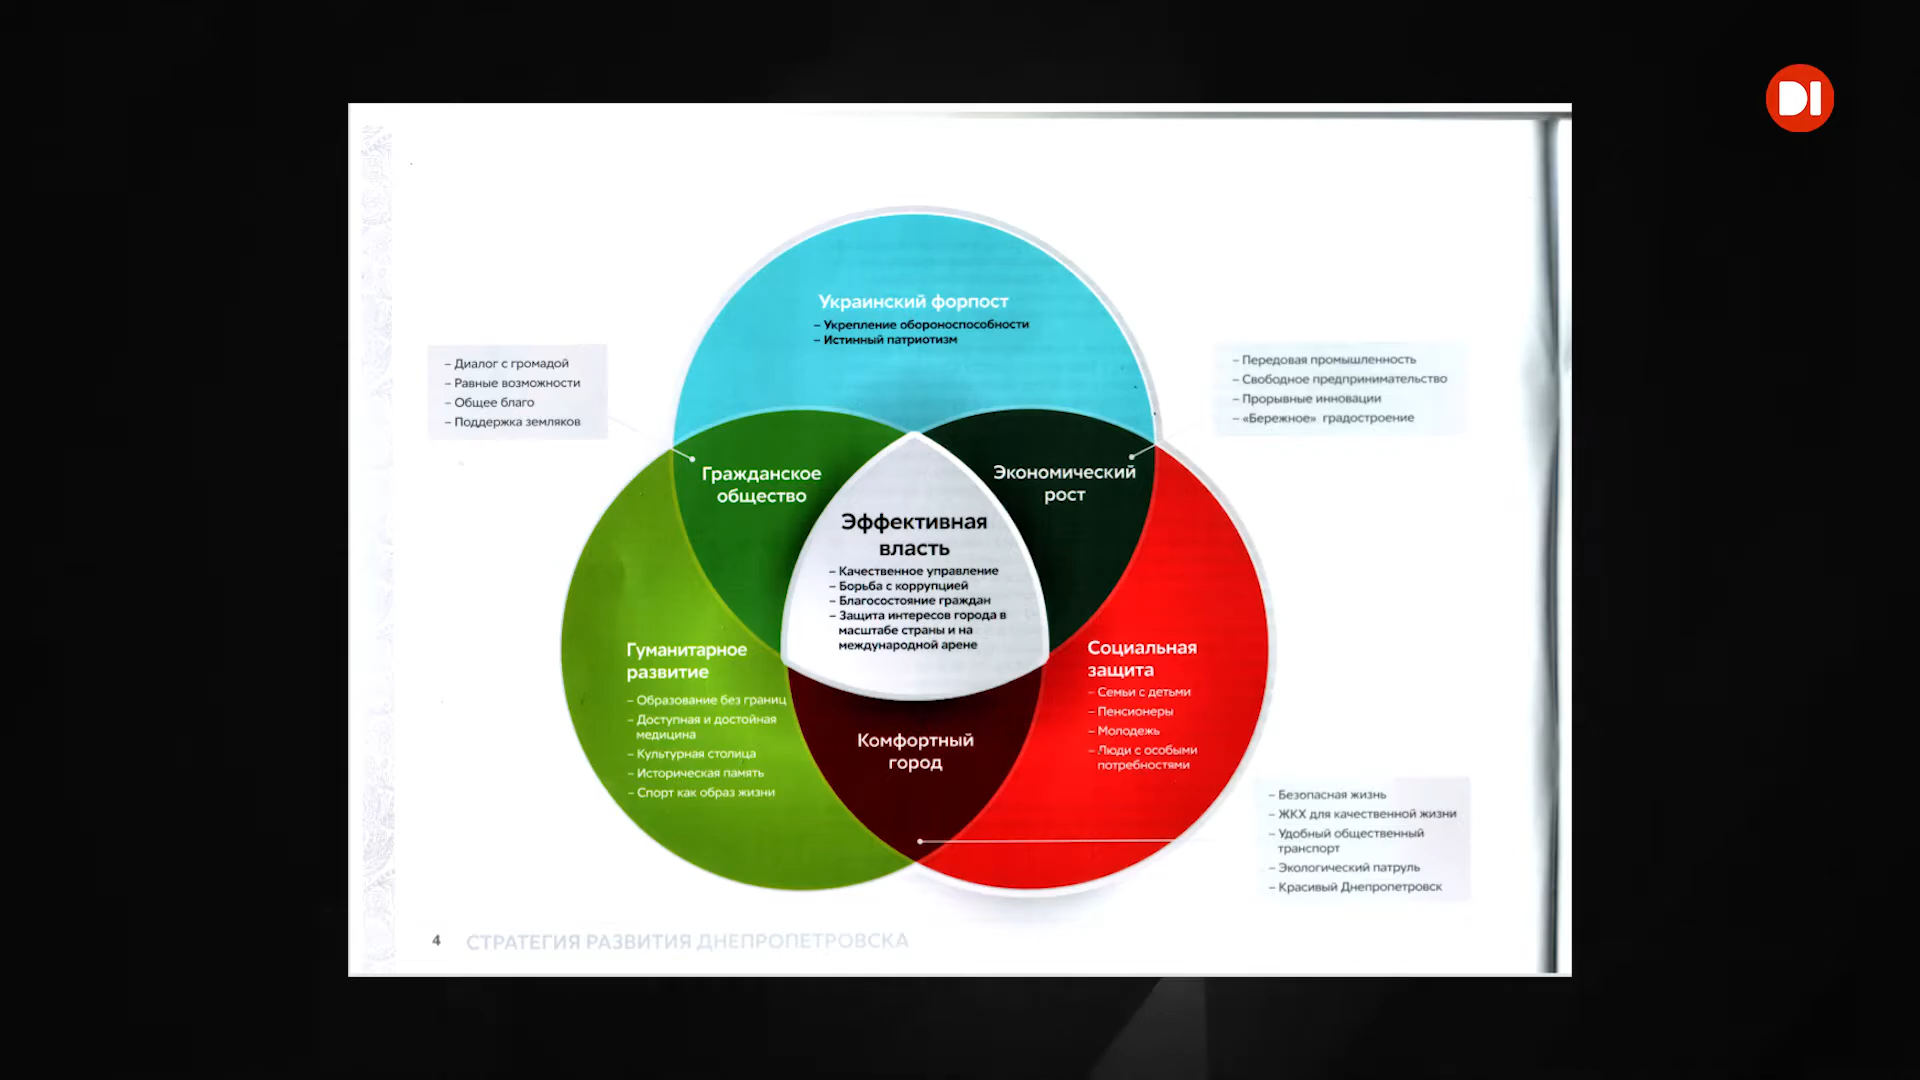 DI
Украинский форпост
– Укрепление обороноспособности
– Истинный патриотизм
– Диалог с громадой
– Равные возможности
– Общее благо
– Поддержка земляков
– Передовая промышленность
– Свободное предпринимательство
– Прорывные инновации
– «Бережное» градостроение
Гражданское
общество
Экономический
рост
Эффективная
власть
– Качественное управление
– Борьба с коррупцией
– Благосостояние граждан
– Защита интересов города в
масштабе страны и на
международной арене
Гуманитарное
развитие
– Образование без границ
– Доступная и достойная
медицина
– Культурная столица
– Историческая память
– Спорт как образ жизни
Социальная
защита
– Семьи с детьми
– Пенсионеры
– Молодежь
– Люди с особыми
потребностями
Комфортный
город
– Безопасная жизнь
– ЖКХ для качественной жизни
– Удобный общественный
транспорт
– Экологический патруль
– Красивый Днепропетровск
4 СТРАТЕГИЯ РАЗВИТИЯ ДНЕПРОПЕТРОВСКА